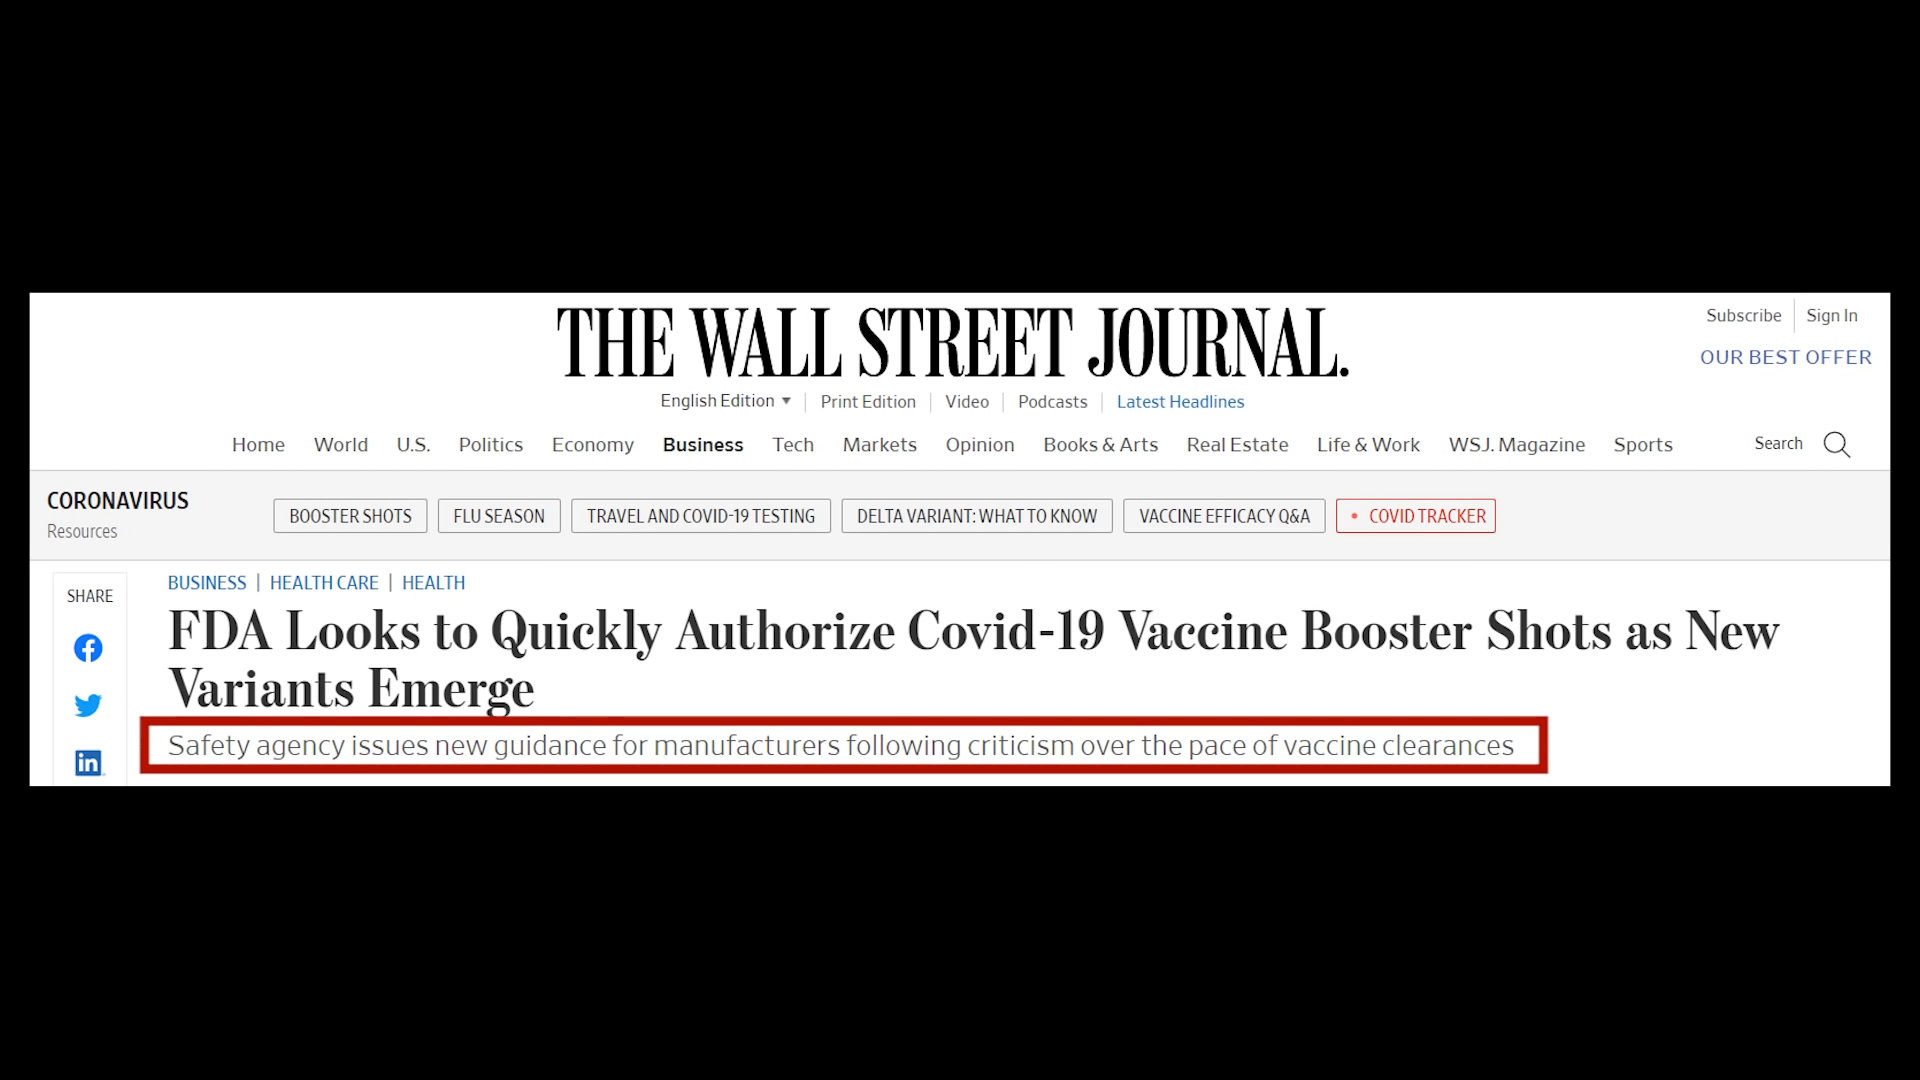 THE WALL STREET JOURNAL.
Subscribe Sign In
OUR BEST OFFER
English Edition Print Edition Video Podcasts Latest Headlines
Home World U.S. Politics Economy Business Tech Markets Opinion Books & Arts Real Estate Life & Work WSJ. Magazine Sports Search
CORONAVIRUS
Resources
BOOSTER SHOTS FLU SEASON TRAVEL AND COVID-19 TESTING DELTA VARIANT: WHAT TO KNOW VACCINE EFFICACY Q&A • COVID TRACKER
SHARE
BUSINESS | HEALTH CARE | HEALTH
FDA Looks to Quickly Authorize Covid-19 Vaccine Booster Shots as New
Variants Emerge
Safety agency issues new guidance for manufacturers following criticism over the pace of vaccine clearances
in